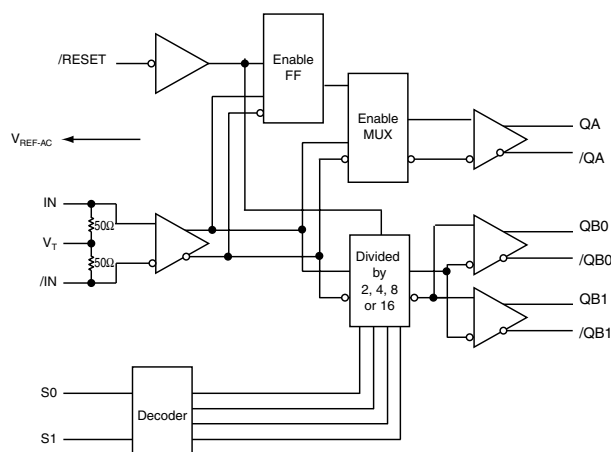 /RESET
Enable
FF
Enable
MUX
QA
/QA
VREF-AC
IN
50Ω
VT
50Ω
/IN
Divided
by
2, 4, 8
or 16
QB0
/QB0
QB1
/QB1
S0
Decoder
S1